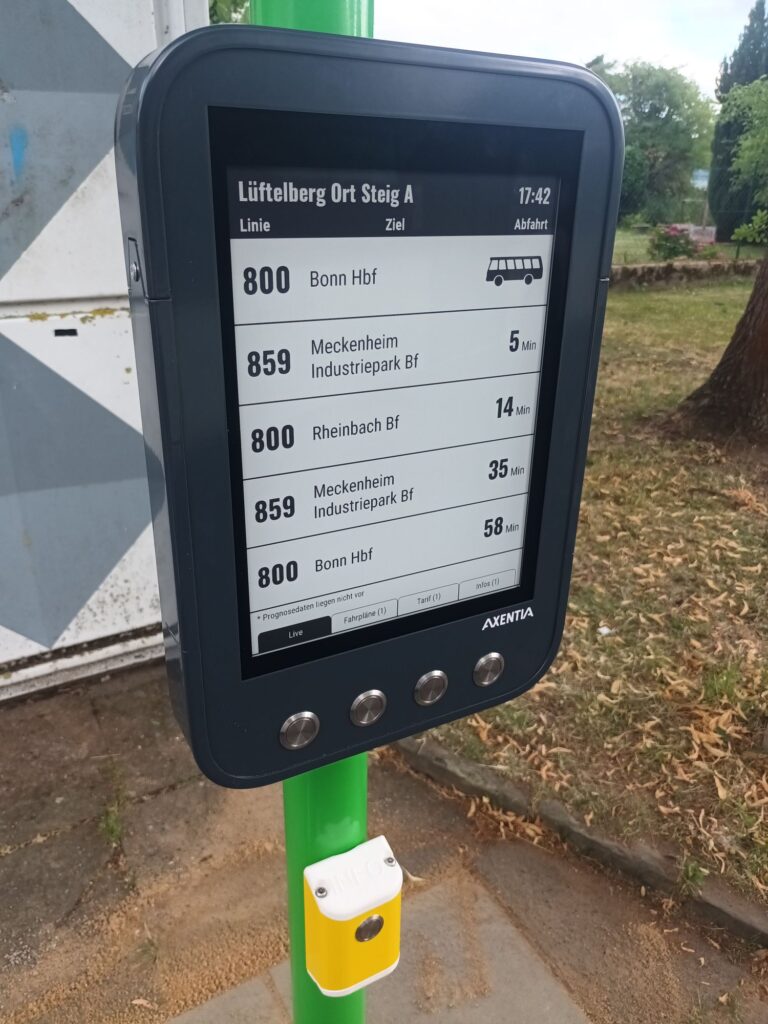 Lüftelberg Ort Steig A 17:42
Linie Ziel Abfahrt
800 Bonn Hbf
859 Meckenheim Industriepark Bf 5 Min
800 Rheinbach Bf 14 Min
859 Meckenheim Industriepark Bf 35 Min
800 Bonn Hbf 58 Min
* Prognosedaten liegen nicht vor
Live Fahrpläne (1) Tarif (1) Infos (1)
AXENTIA
INFO